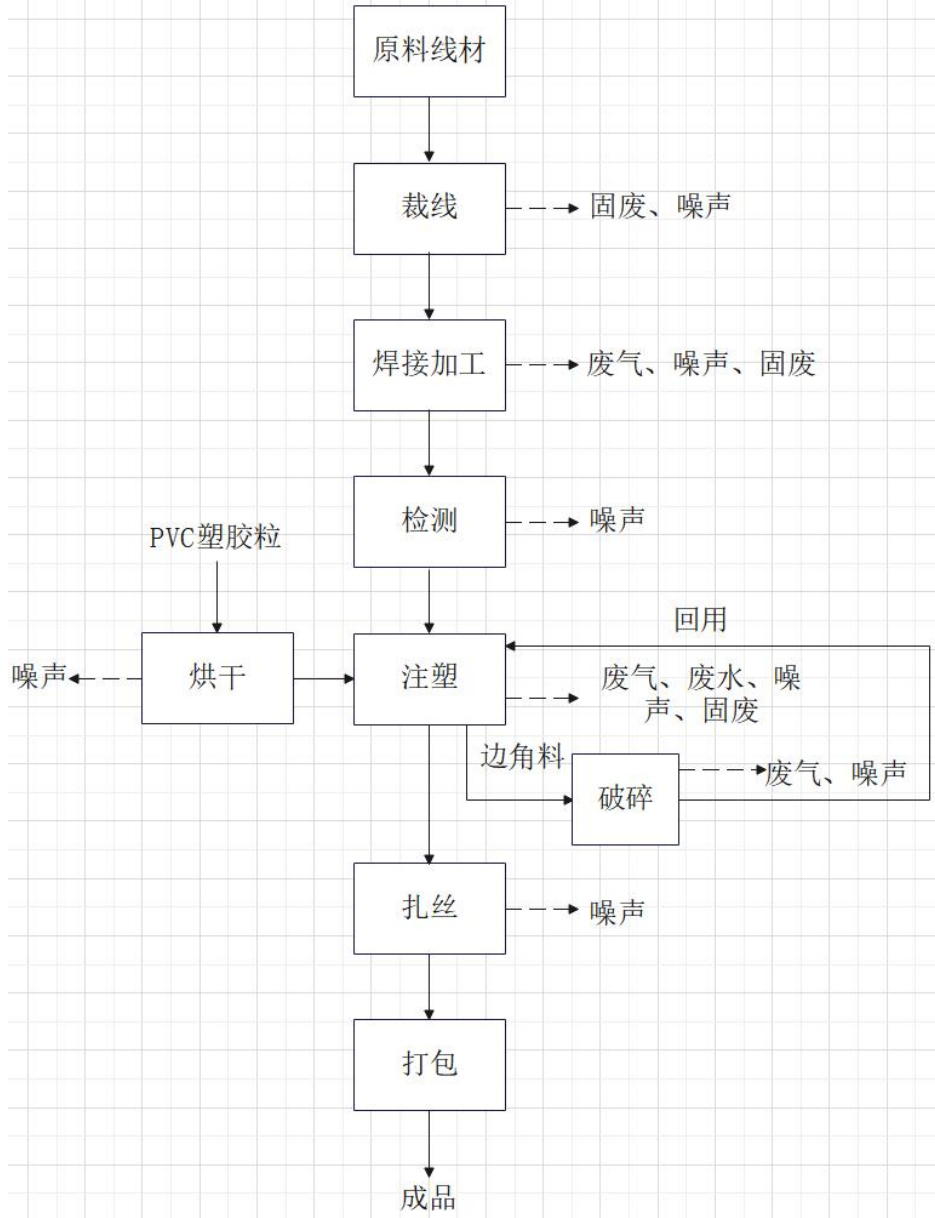 原料线材
裁线
固废、噪声
焊接加工
废气、噪声、固废
检测
噪声
PVC塑胶粒
回用
噪声
烘干
注塑
废气、废水、噪
声、固废
边角料
破碎
废气、噪声
扎丝
噪声
打包
成品